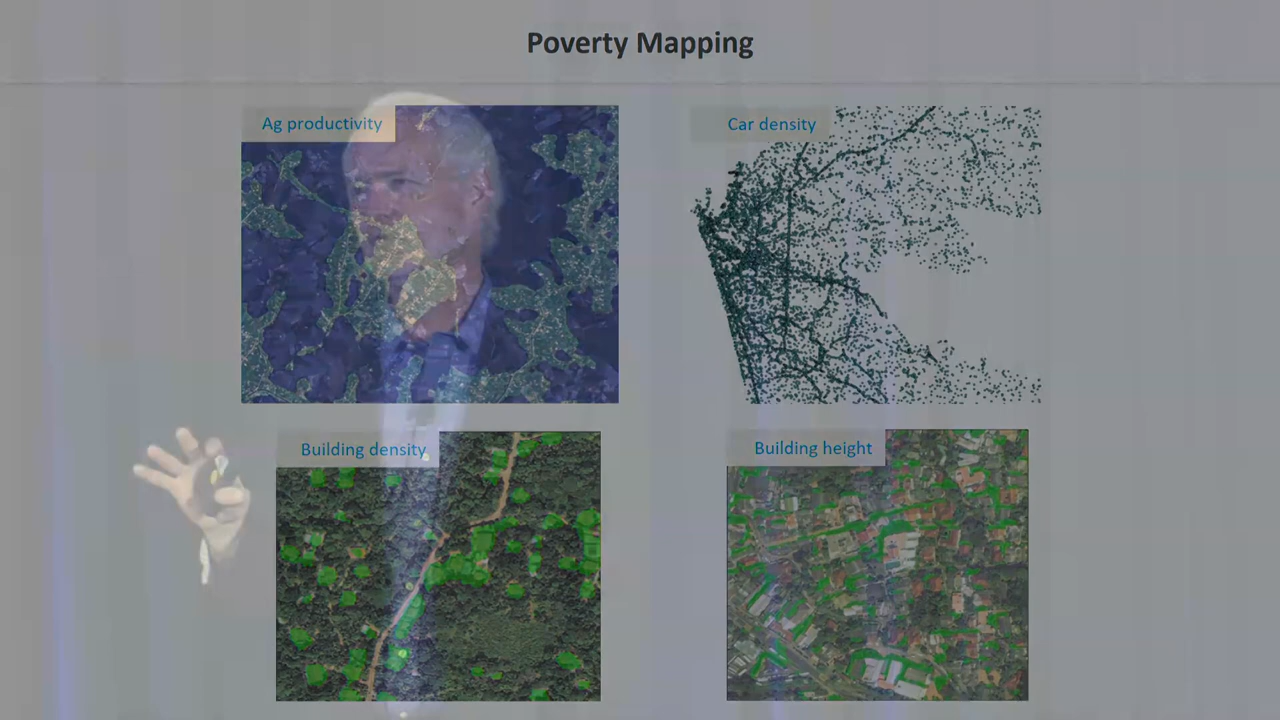 Poverty Mapping
Ag productivity
Car density
Building density
Building height